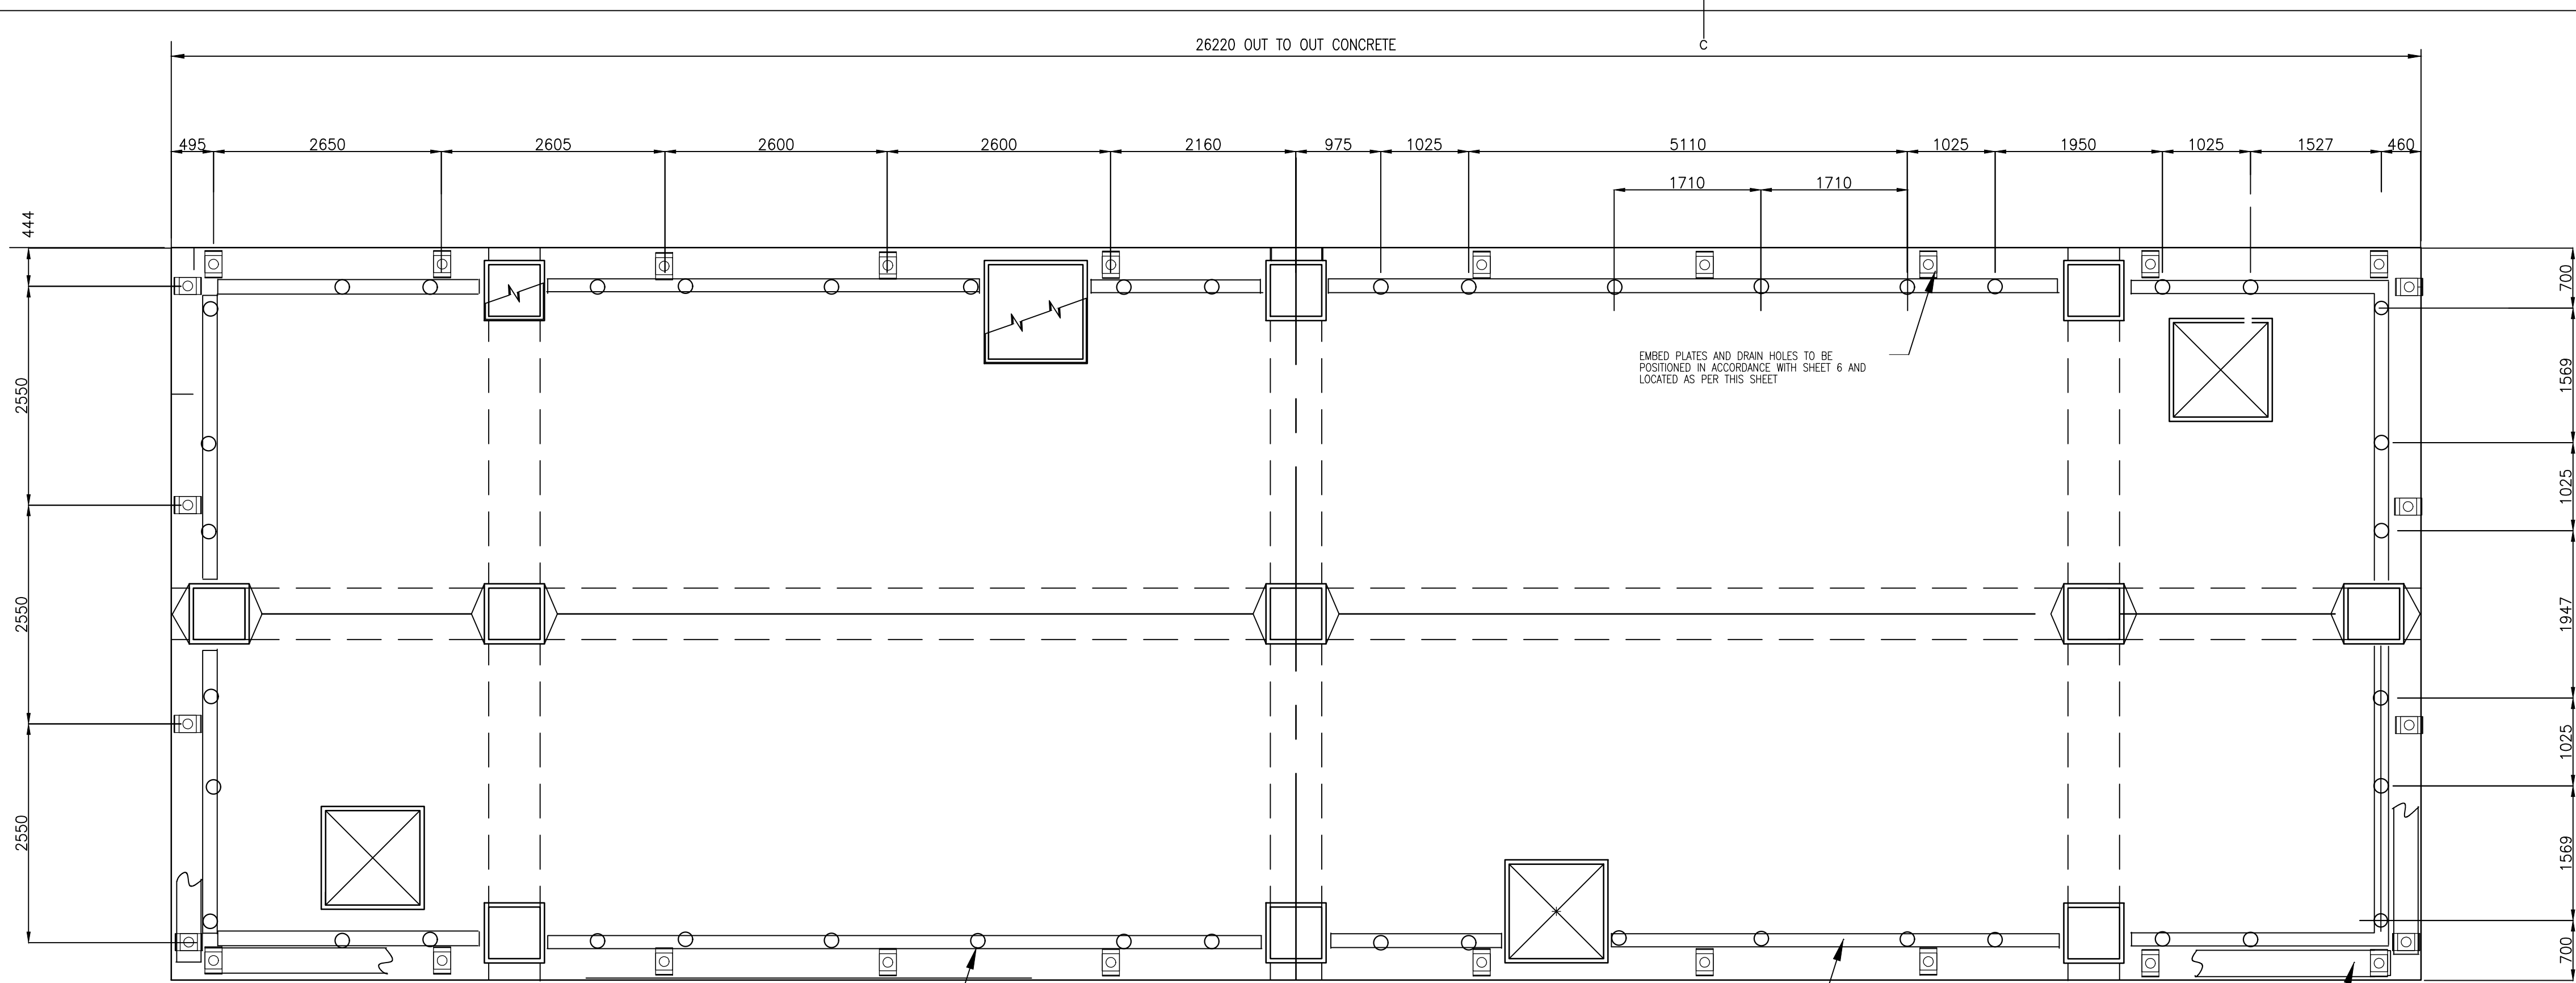 26220 OUT TO OUT CONCRETE
C
495 2650 2605 2600 2600 2160 975 1025 5110 1025 1950 1025 1527 460
1710 1710
444
2550
2550
2550
EMBED PLATES AND DRAIN HOLES TO BE
POSITIONED IN ACCORDANCE WITH SHEET 6 AND
LOCATED AS PER THIS SHEET
700
1569
1025
1947
1025
1569
700